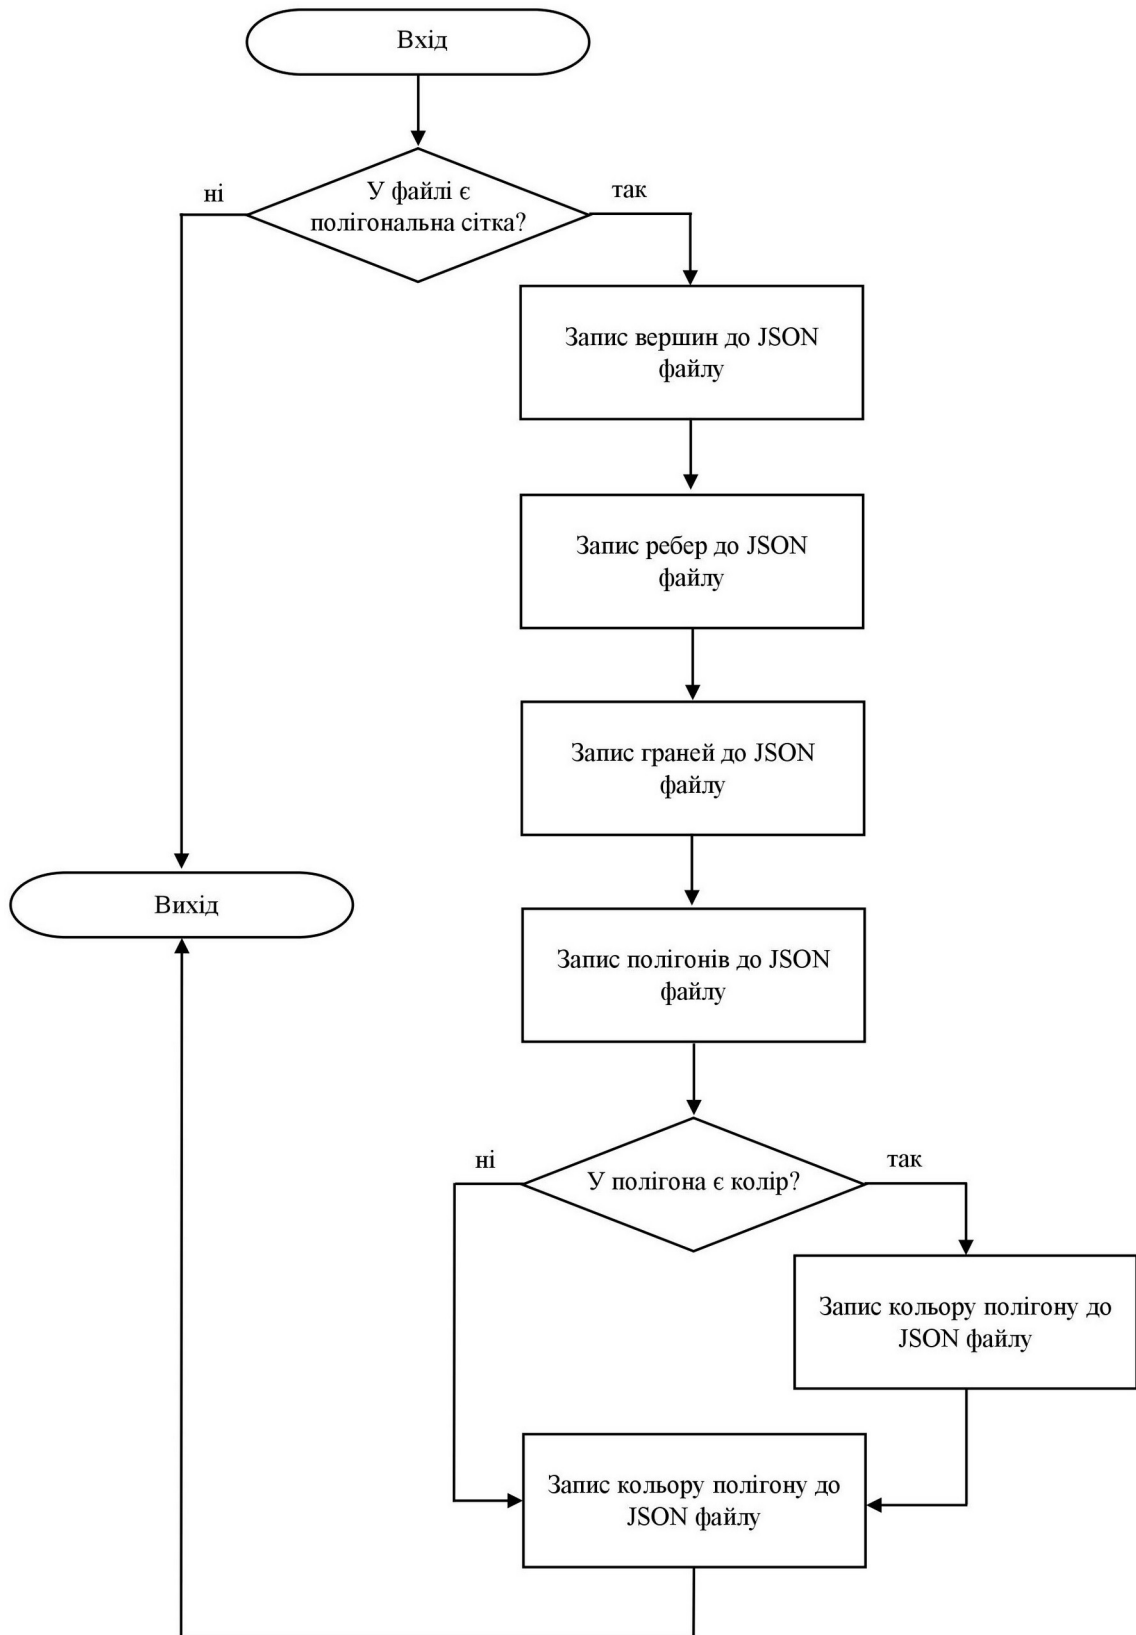 Вхід
У файлі є
полігональна сітка?
ні
так
Запис вершин до JSON
файлу
Запис ребер до JSON
файлу
Запис граней до JSON
файлу
Вихід
Запис полігонів до JSON
файлу
ні
У полігона є колір?
так
Запис кольору полігону до
JSON файлу
Запис кольору полігону до
JSON файлу